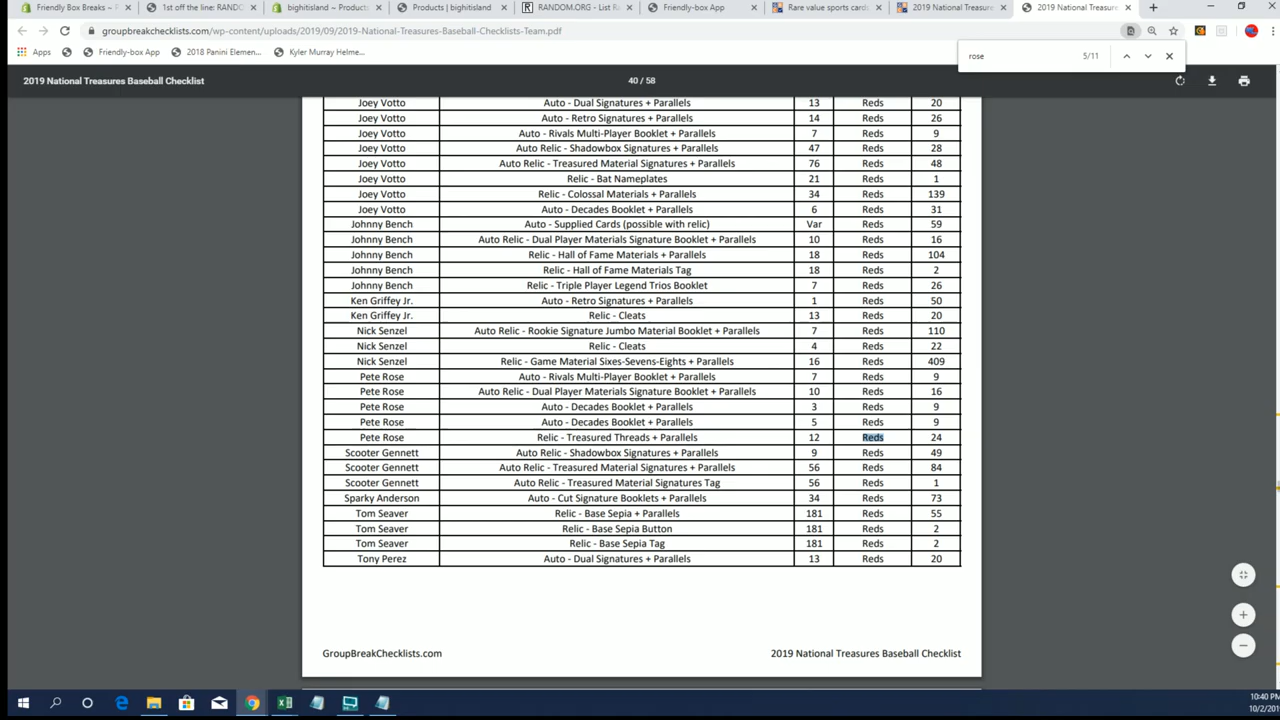 Friendly Box Breaks ~ P
1st off the line: RANDO
bighitisland ~ Products
Products | bighitisland
RANDOM.ORG - List R
Friendly-box App
Rare value sports cards
2019 National Treasures
2019 National Treasures
groupbreakchecklists.com/wp-content/uploads/2019/09/2019-National-Treasures-Baseball-Checklists-Team.pdf
Apps Friendly-box App 2018 Panini Elemen... Kyler Murray Helme...
rose 5/11
2019 National Treasures Baseball Checklist 40 / 58
Joey Votto Auto - Dual Signatures + Parallels 13 Reds 20
Joey Votto Auto - Retro Signatures + Parallels 14 Reds 26
Joey Votto Auto - Rivals Multi-Player Booklet + Parallels 7 Reds 9
Joey Votto Auto Relic - Shadowbox Signatures + Parallels 47 Reds 28
Joey Votto Auto Relic - Treasured Material Signatures + Parallels 76 Reds 48
Joey Votto Relic - Bat Nameplates 21 Reds 1
Joey Votto Relic - Colossal Materials + Parallels 34 Reds 139
Joey Votto Auto - Decades Booklet + Parallels 6 Reds 31
Johnny Bench Auto - Supplied Cards (possible with relic) Var Reds 59
Johnny Bench Auto Relic - Dual Player Materials Signature Booklet + Parallels 10 Reds 16
Johnny Bench Relic - Hall of Fame Materials + Parallels 18 Reds 104
Johnny Bench Relic - Hall of Fame Materials Tag 18 Reds 2
Johnny Bench Relic - Triple Player Legend Trios Booklet 7 Reds 26
Ken Griffey Jr. Auto - Retro Signatures + Parallels 1 Reds 50
Ken Griffey Jr. Relic - Cleats 13 Reds 20
Nick Senzel Auto Relic - Rookie Signature Jumbo Material Booklet + Parallels 7 Reds 110
Nick Senzel Relic - Cleats 4 Reds 22
Nick Senzel Relic - Game Material Sixes-Sevens-Eights + Parallels 16 Reds 409
Pete Rose Auto - Rivals Multi-Player Booklet + Parallels 7 Reds 9
Pete Rose Auto Relic - Dual Player Materials Signature Booklet + Parallels 10 Reds 16
Pete Rose Auto - Decades Booklet + Parallels 3 Reds 9
Pete Rose Auto - Decades Booklet + Parallels 5 Reds 9
Pete Rose Relic - Treasured Threads + Parallels 12 Reds 24
Scooter Gennett Auto Relic - Shadowbox Signatures + Parallels 9 Reds 49
Scooter Gennett Auto Relic - Treasured Material Signatures + Parallels 56 Reds 84
Scooter Gennett Auto Relic - Treasured Material Signatures Tag 56 Reds 1
Sparky Anderson Auto - Cut Signature Booklets + Parallels 34 Reds 73
Tom Seaver Relic - Base Sepia + Parallels 181 Reds 55
Tom Seaver Relic - Base Sepia Button 181 Reds 2
Tom Seaver Relic - Base Sepia Tag 181 Reds 2
Tony Perez Auto - Dual Signatures + Parallels 13 Reds 20
GroupBreakChecklists.com 2019 National Treasures Baseball Checklist
10:40 PM
10/2/201